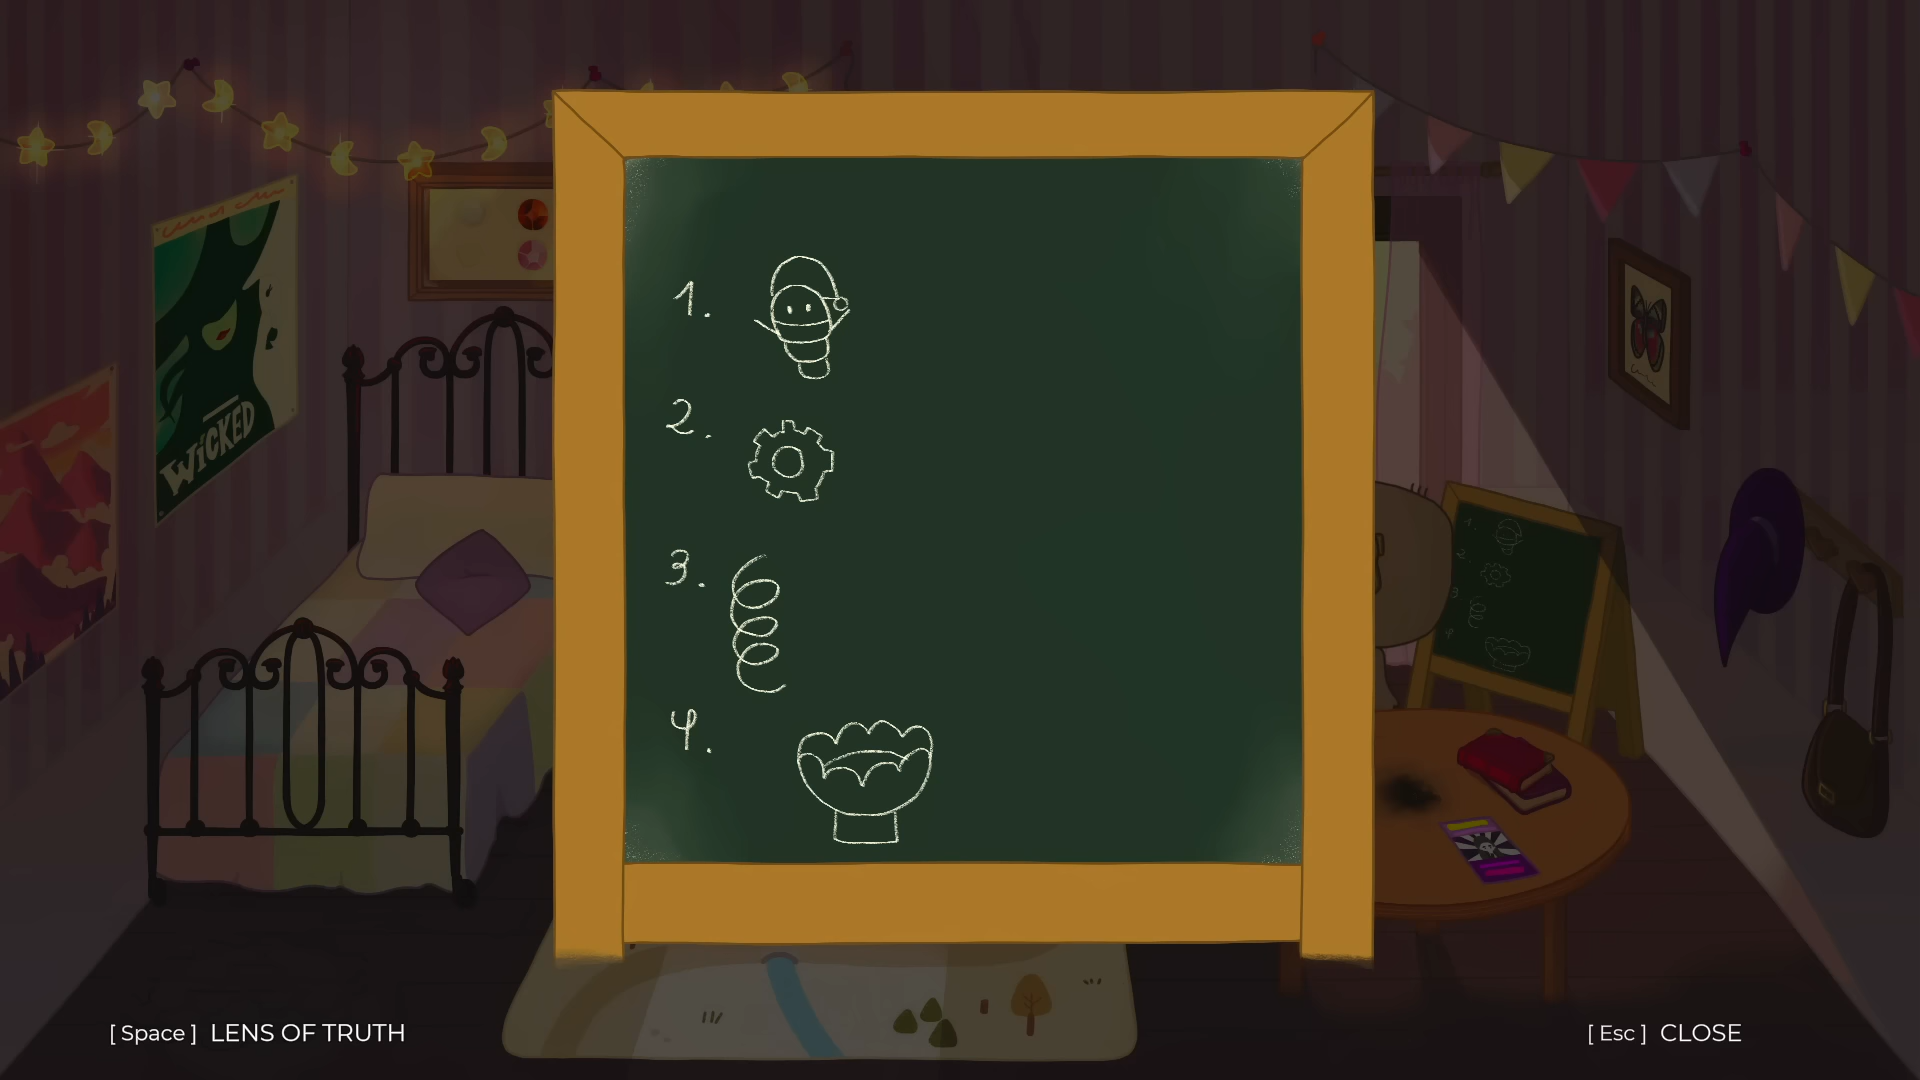 WICKED
1.
2.
3.
4.
[ Space ] LENS OF TRUTH
[ Esc ] CLOSE